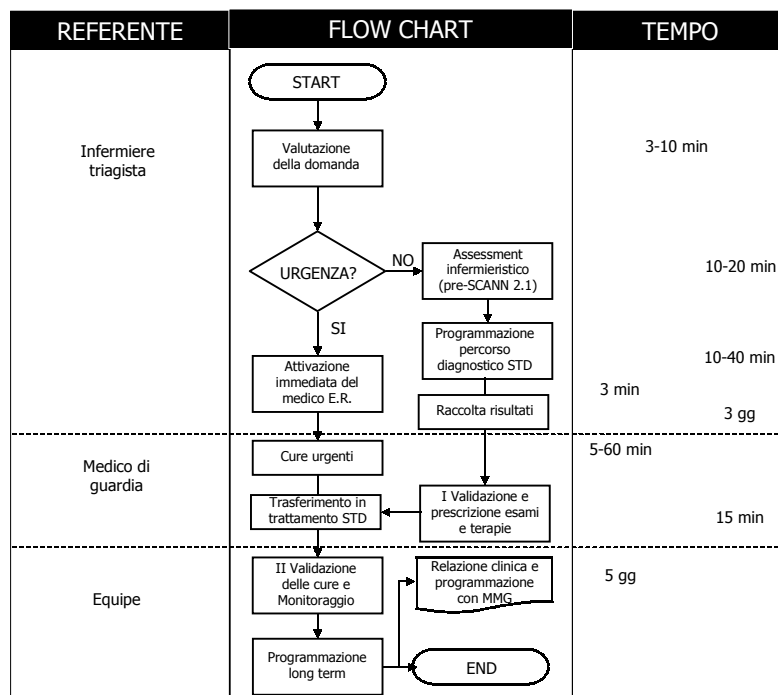 REFERENTE
FLOW CHART
TEMPO
START
Infermiere
triagista
Valutazione
della domanda
3-10 min
URGENZA?
NO
Assessment
infermieristico
(pre-SCANN 2.1)
10-20 min
SI
Programmazione
percorso
diagnostico STD
10-40 min
Attivazione
immediata del
medico E.R.
3 min
Raccolta risultati
3 gg
Medico di
guardia
Cure urgenti
5-60 min
Trasferimento in
trattamento STD
I Validazione e
prescrizione esami
e terapie
15 min
Equipe
II Validazione
delle cure e
Monitoraggio
Relazione clinica e
programmazione
con MMG
5 gg
Programmazione
long term
END